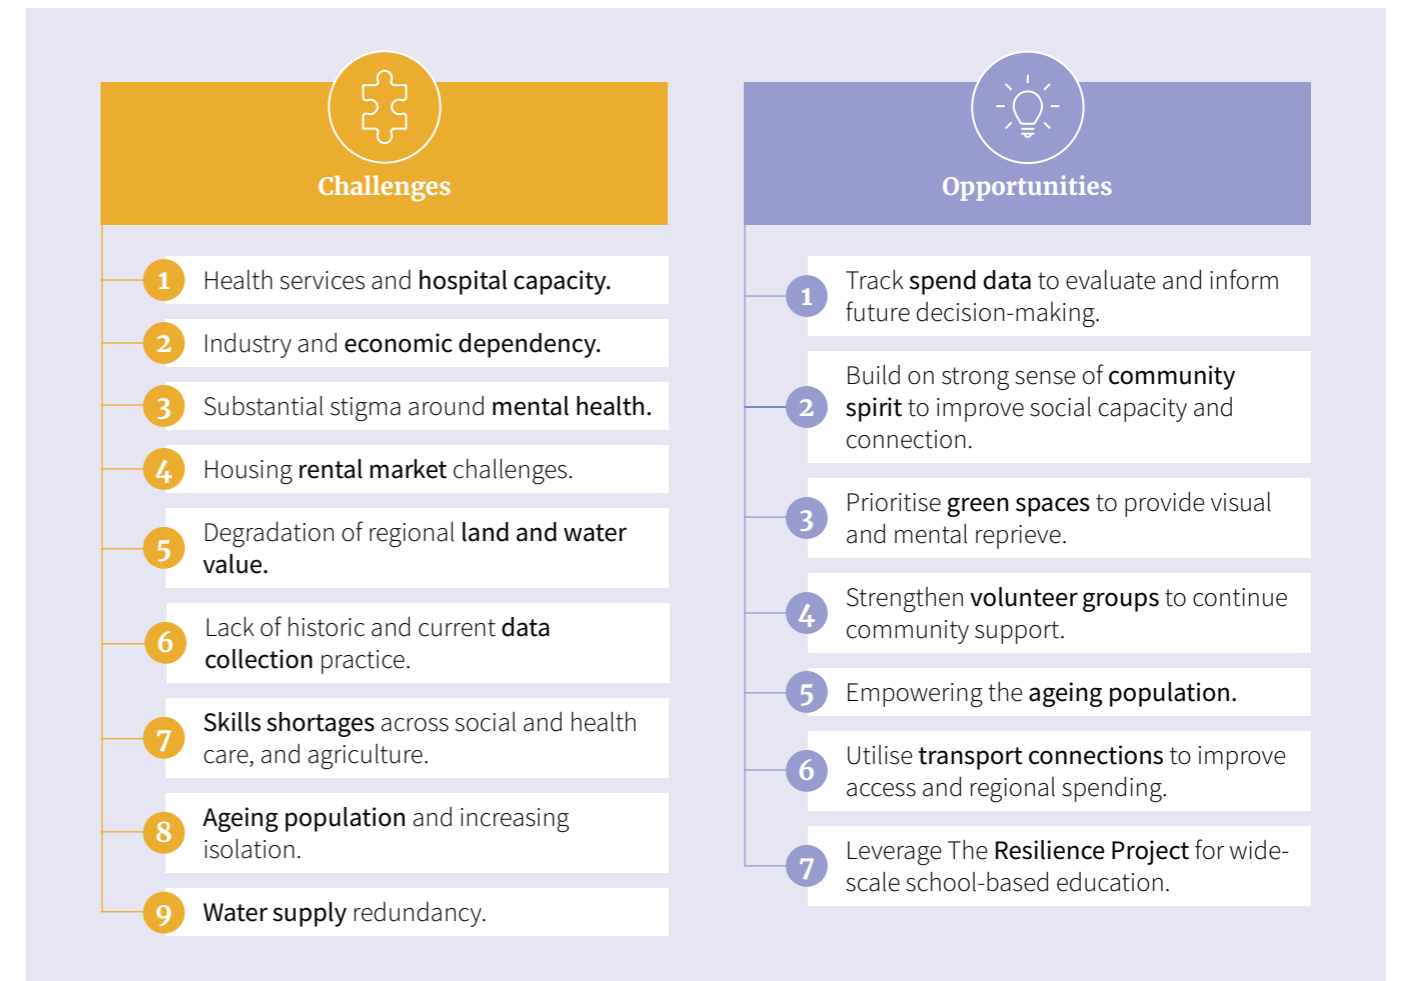 Challenges
1
Health services and hospital capacity.
2
Industry and economic dependency.
3
Substantial stigma around mental health.
4
Housing rental market challenges.
5
Degradation of regional land and water
value.
6
Lack of historic and current data
collection practice.
7
Skills shortages across social and health
care, and agriculture.
8
Ageing population and increasing
isolation.
9
Water supply redundancy.
Opportunities
1
Track spend data to evaluate and inform
future decision-making.
2
Build on strong sense of community
spirit to improve social capacity and
connection.
3
Prioritise green spaces to provide visual
and mental reprieve.
4
Strengthen volunteer groups to continue
community support.
5
Empowering the ageing population.
6
Utilise transport connections to improve
access and regional spending.
7
Leverage The Resilience Project for wide-
scale school-based education.